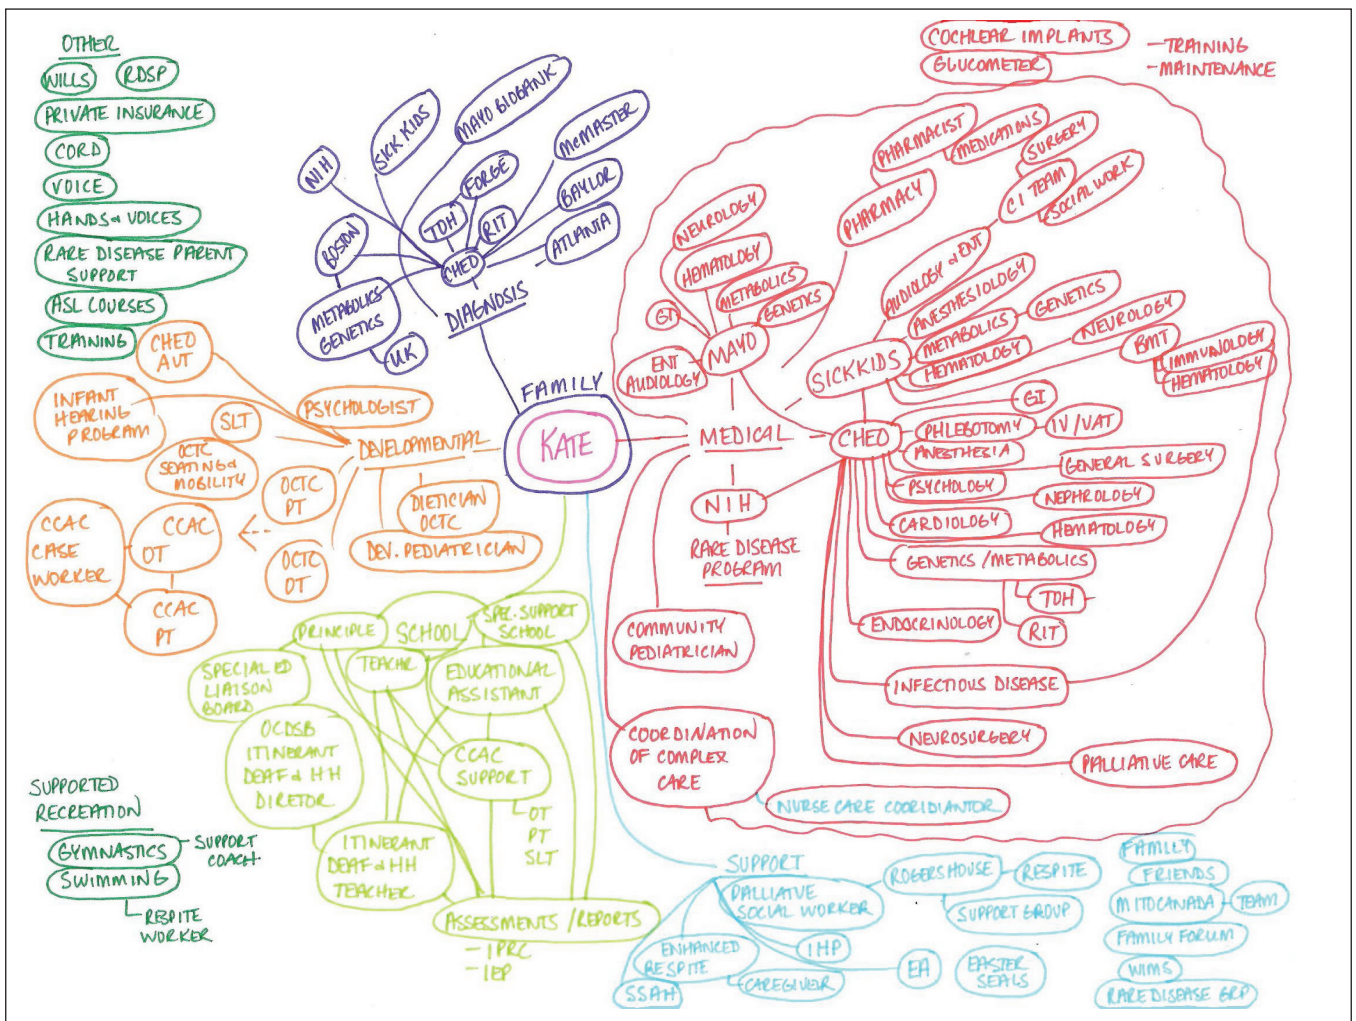 OTHER
WILLS
RDSP
PRIVATE INSURANCE
CORD
VOICE
HANDS & VOICES
RARE DISEASE PARENT
SUPPORT
ASL COURSES
TRAINING
NIH
SICK KIDS
MAYO BIOBANK
McMASTER
FORGE
TOH
RIT
BAYLOR
ATLANTA
BOSTON
CHEO
METABOLICS
GENETICS
UK
DIAGNOSIS
FAMILY
KATE
COCHLEAR IMPLANTS
GLUCOMETER
- TRAINING
- MAINTENANCE
PHARMACIST
MEDICATIONS
PHARMACY
SURGERY
CI TEAM
SOCIAL WORK
NEUROLOGY
HEMATOLOGY
METABOLICS
GENETICS
GI
MAYO
ENT
AUDIOLOGY
AUDIOLOGY & ENT
ANESTHESIOLOGY
METABOLICS
GENETICS
HEMATOLOGY
NEUROLOGY
BMT
IMMUNOLOGY
HEMATOLOGY
SICKKIDS
GI
MEDICAL
CHEO
PHLEBOTOMY
IV/VAT
ANESTHESIA
GENERAL SURGERY
PSYCHOLOGY
NEPHROLOGY
CARDIOLOGY
HEMATOLOGY
GENETICS/METABOLICS
TOH
RIT
ENDOCRINOLOGY
INFECTIOUS DISEASE
NEUROSURGERY
PALLIATIVE CARE
NIH
RARE DISEASE
PROGRAM
COMMUNITY
PEDIATRICIAN
COORDINATION
OF COMPLEX
CARE
NURSE CARE COORIDIANTOR
CHEO
AVT
INFANT
HEARING
PROGRAM
PSYCHOLOGIST
SLT
DEVELOPMENTAL
OCTC
SEATING &
MOBILITY
OCTC
PT
DIETICIAN
OCTC
DEV. PEDIATRICIAN
OCTC
OT
CCAC
CASE
WORKER
CCAC
OT
CCAC
PT
PRINCIPLE
SCHOOL
SPEC. SUPPORT
SCHOOL
TEACHR
EDUCATIONAL
ASSISTANT
SPECIAL ED
LIAISON
BOARD
OCDSB
ITINERANT
DEAF & HH
DIRETOR
CCAC
SUPPORT
OT
PT
SLT
ITINERANT
DEAF & HH
TEACHER
ASSESSMENTS/REPORTS
- IPRC
- IEP
SUPPORTED
RECREATION
GYMNASTICS
SUPPORT
COACH
SWIMMING
RESPITE
WORKER
SUPPORT
PALLIATIVE
SOCIAL WORKER
ROGERSHOUSE
RESPITE
SUPPORT GROUP
ENHANCED
RESPITE
IHP
CAREGIVER
SSAH
EA
EASTER
SEALS
FAMILY
FRIENDS
MITOCANADA
TEAM
FAMILY FORUM
WIMS
RARE DISEASE GRP